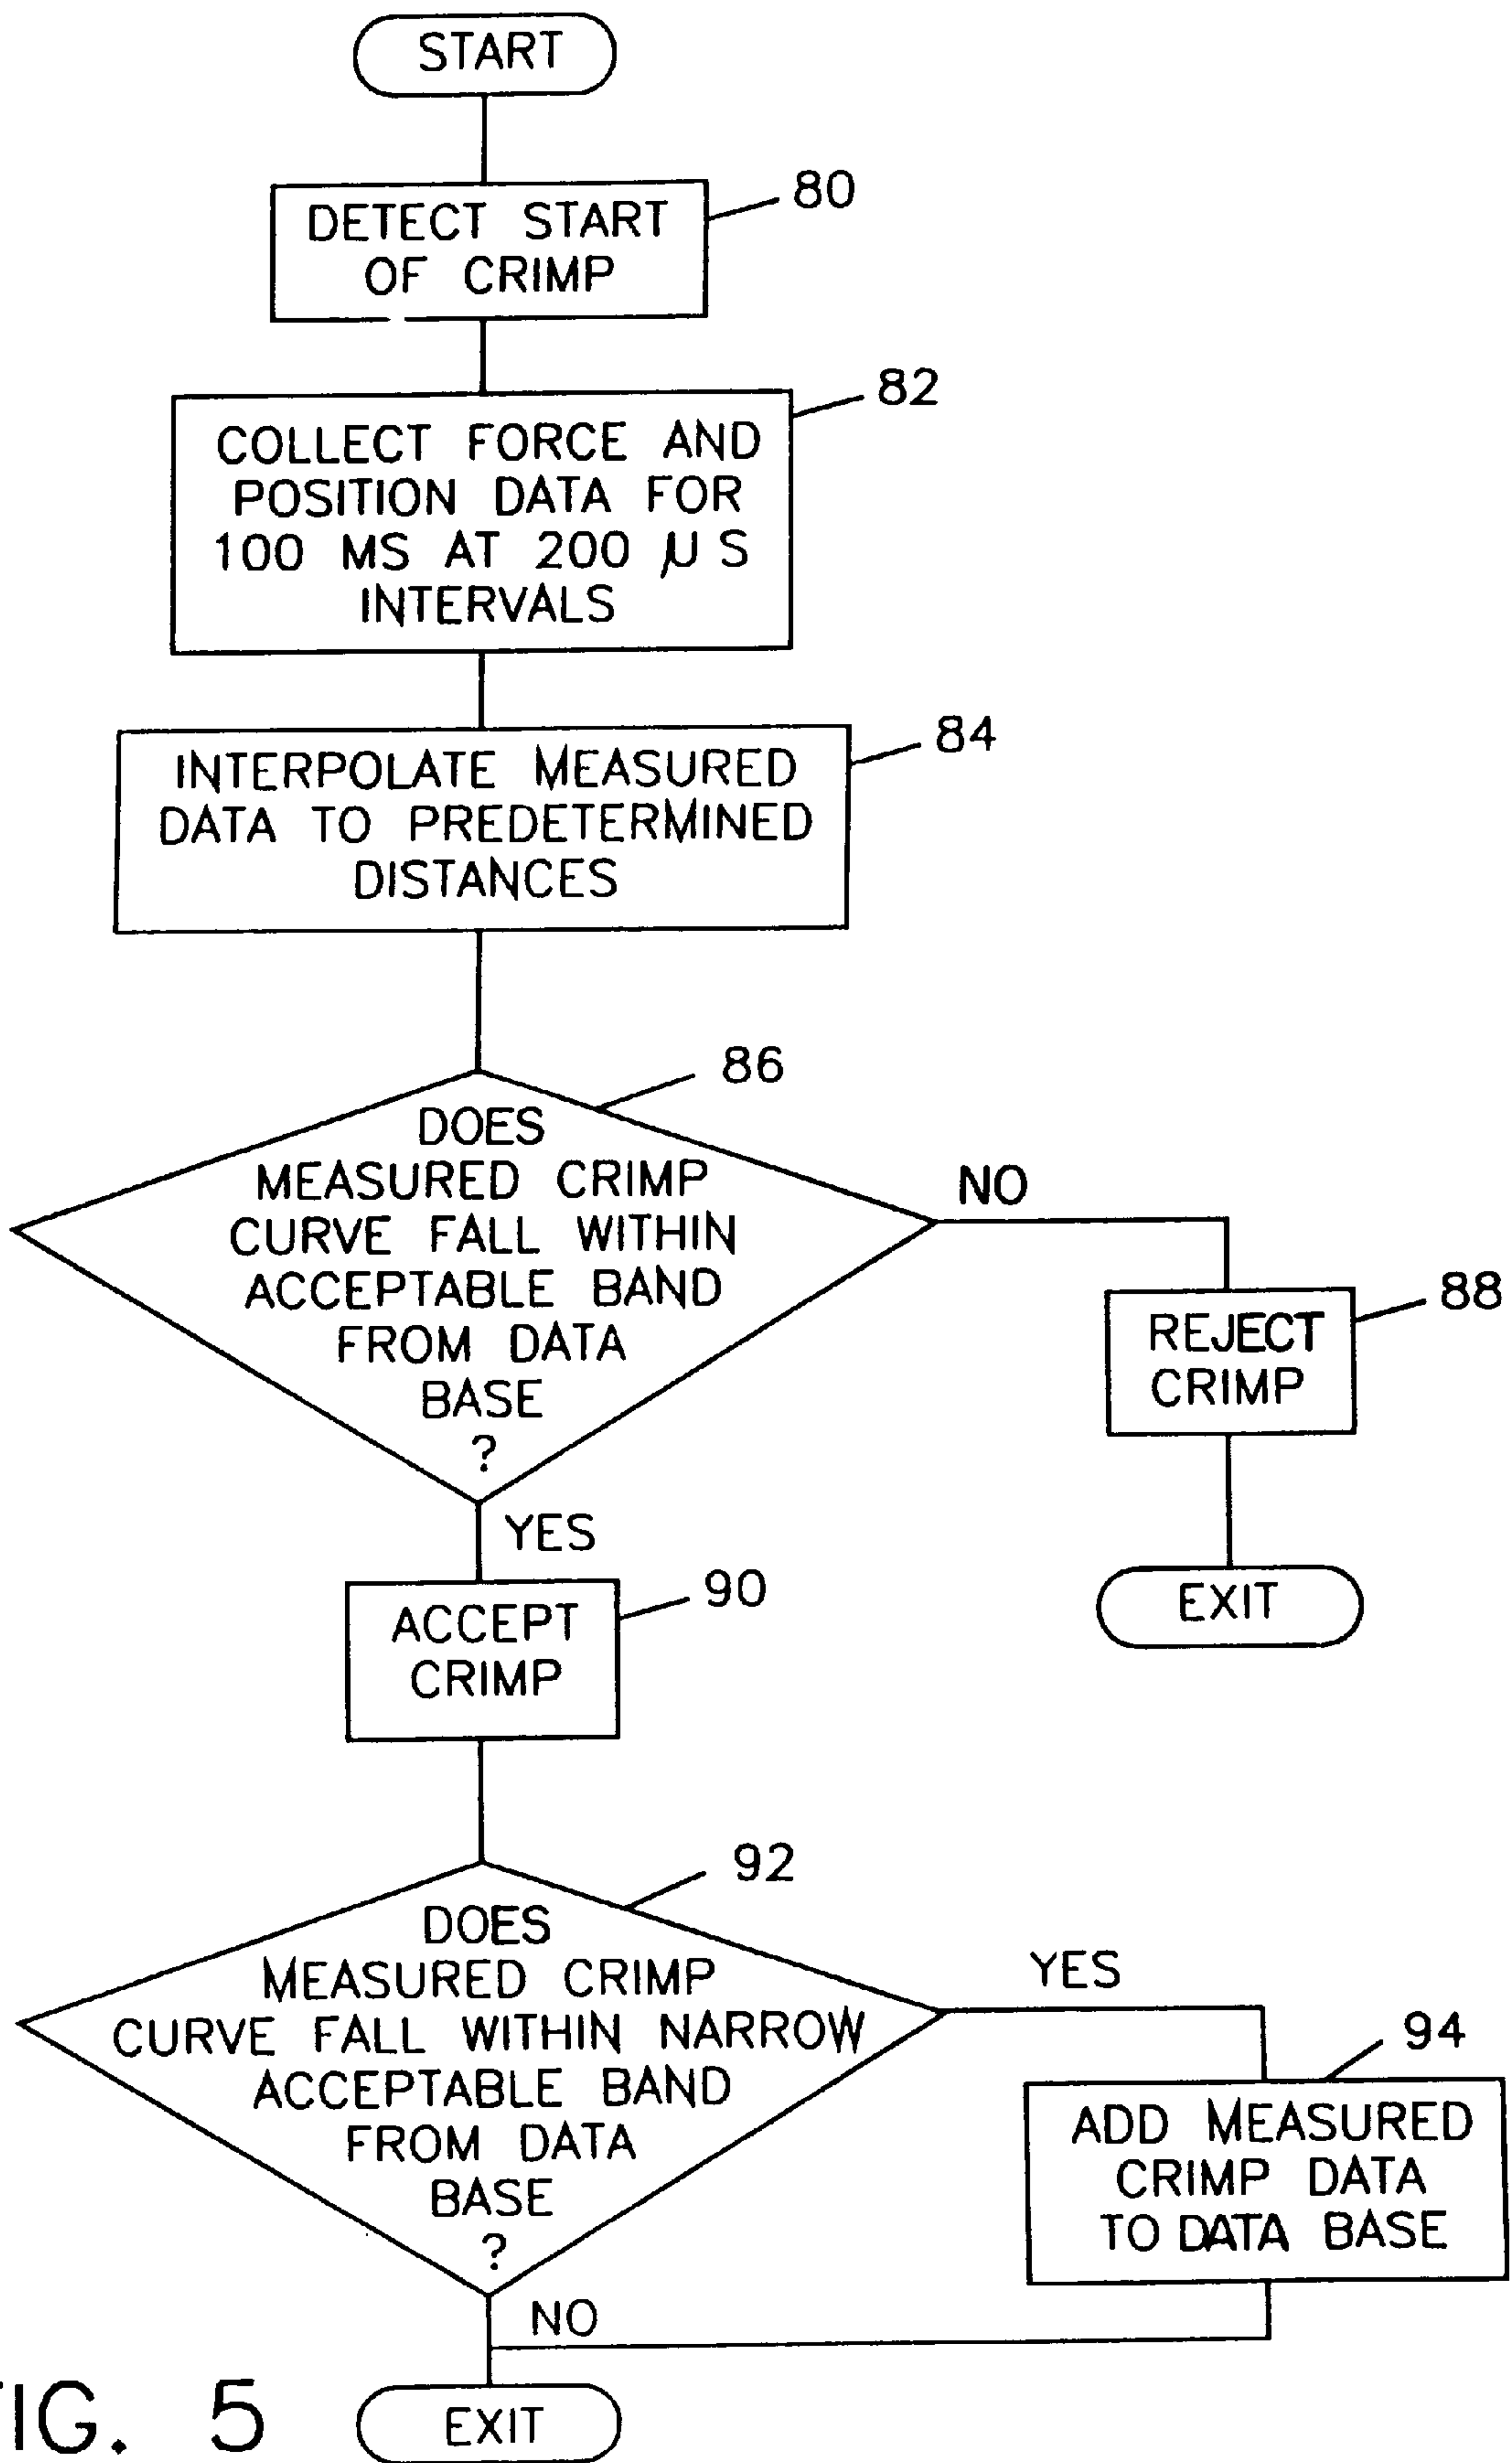 START
80
DETECT START
OF CRIMP
82
COLLECT FORCE AND
POSITION DATA FOR
100 MS AT 200 µS
INTERVALS
84
INTERPOLATE MEASURED
DATA TO PREDETERMINED
DISTANCES
86
DOES
MEASURED CRIMP
CURVE FALL WITHIN
ACCEPTABLE BAND
FROM DATA
BASE
?
NO
88
REJECT
CRIMP
EXIT
YES
90
ACCEPT
CRIMP
92
DOES
MEASURED CRIMP
CURVE FALL WITHIN NARROW
ACCEPTABLE BAND
FROM DATA
BASE
?
YES
94
ADD MEASURED
CRIMP DATA
TO DATA BASE
NO
EXIT
FIG. 5